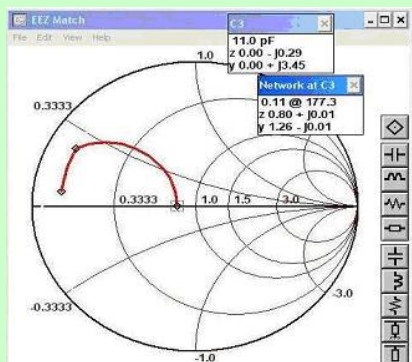 EEZ Match
File Edit View Help
C3
11.0 pF
z 0.00 - J0.29
y 0.00 + J3.45
Network at C3
0.11 @ 177.3
z 0.80 + J0.01
y 1.26 - J0.01
1.0
0.3333
0.3333
1.0
1.5
3.0
-0.3333
-3.0
-1.0